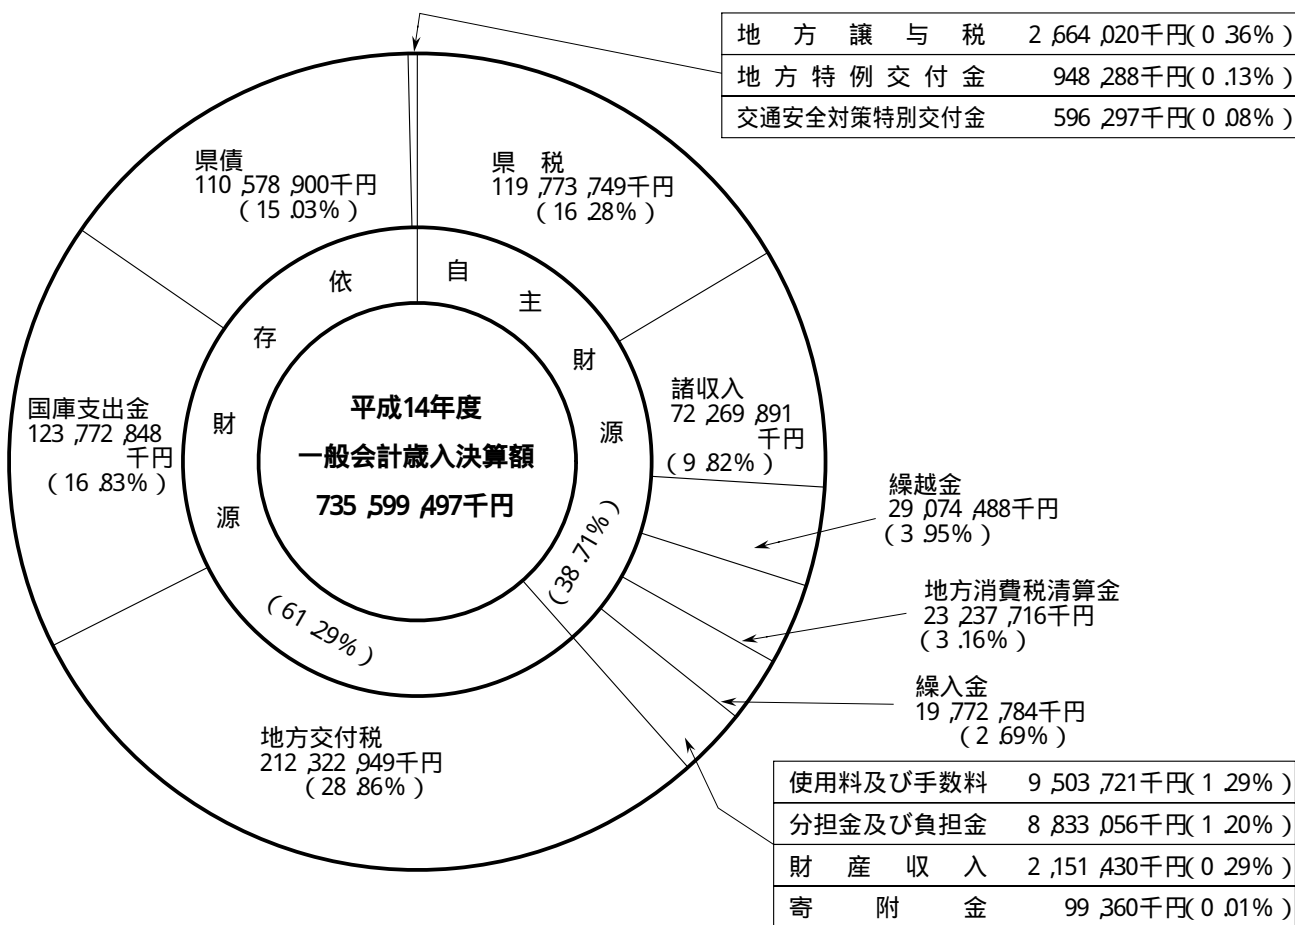 地方譲与税 2,664,020千円(0.36%)
地方特例交付金 948,288千円(0.13%)
交通安全対策特別交付金 596,297千円(0.08%)
県債
110,578,900千円
(15.03%)
県税
119,773,749千円
(16.28%)
依存財源
(61.29%)
自主財源
(38.71%)
平成14年度
一般会計歳入決算額
735,599,497千円
国庫支出金
123,772,848
千円
(16.83%)
諸収入
72,269,891
千円
(9.82%)
繰越金
29,074,488千円
(3.95%)
地方消費税清算金
23,237,716千円
(3.16%)
繰入金
19,772,784千円
(2.69%)
地方交付税
212,322,949千円
(28.86%)
使用料及び手数料 9,503,721千円(1.29%)
分担金及び負担金 8,833,056千円(1.20%)
財産収入 2,151,430千円(0.29%)
寄附金 99,360千円(0.01%)